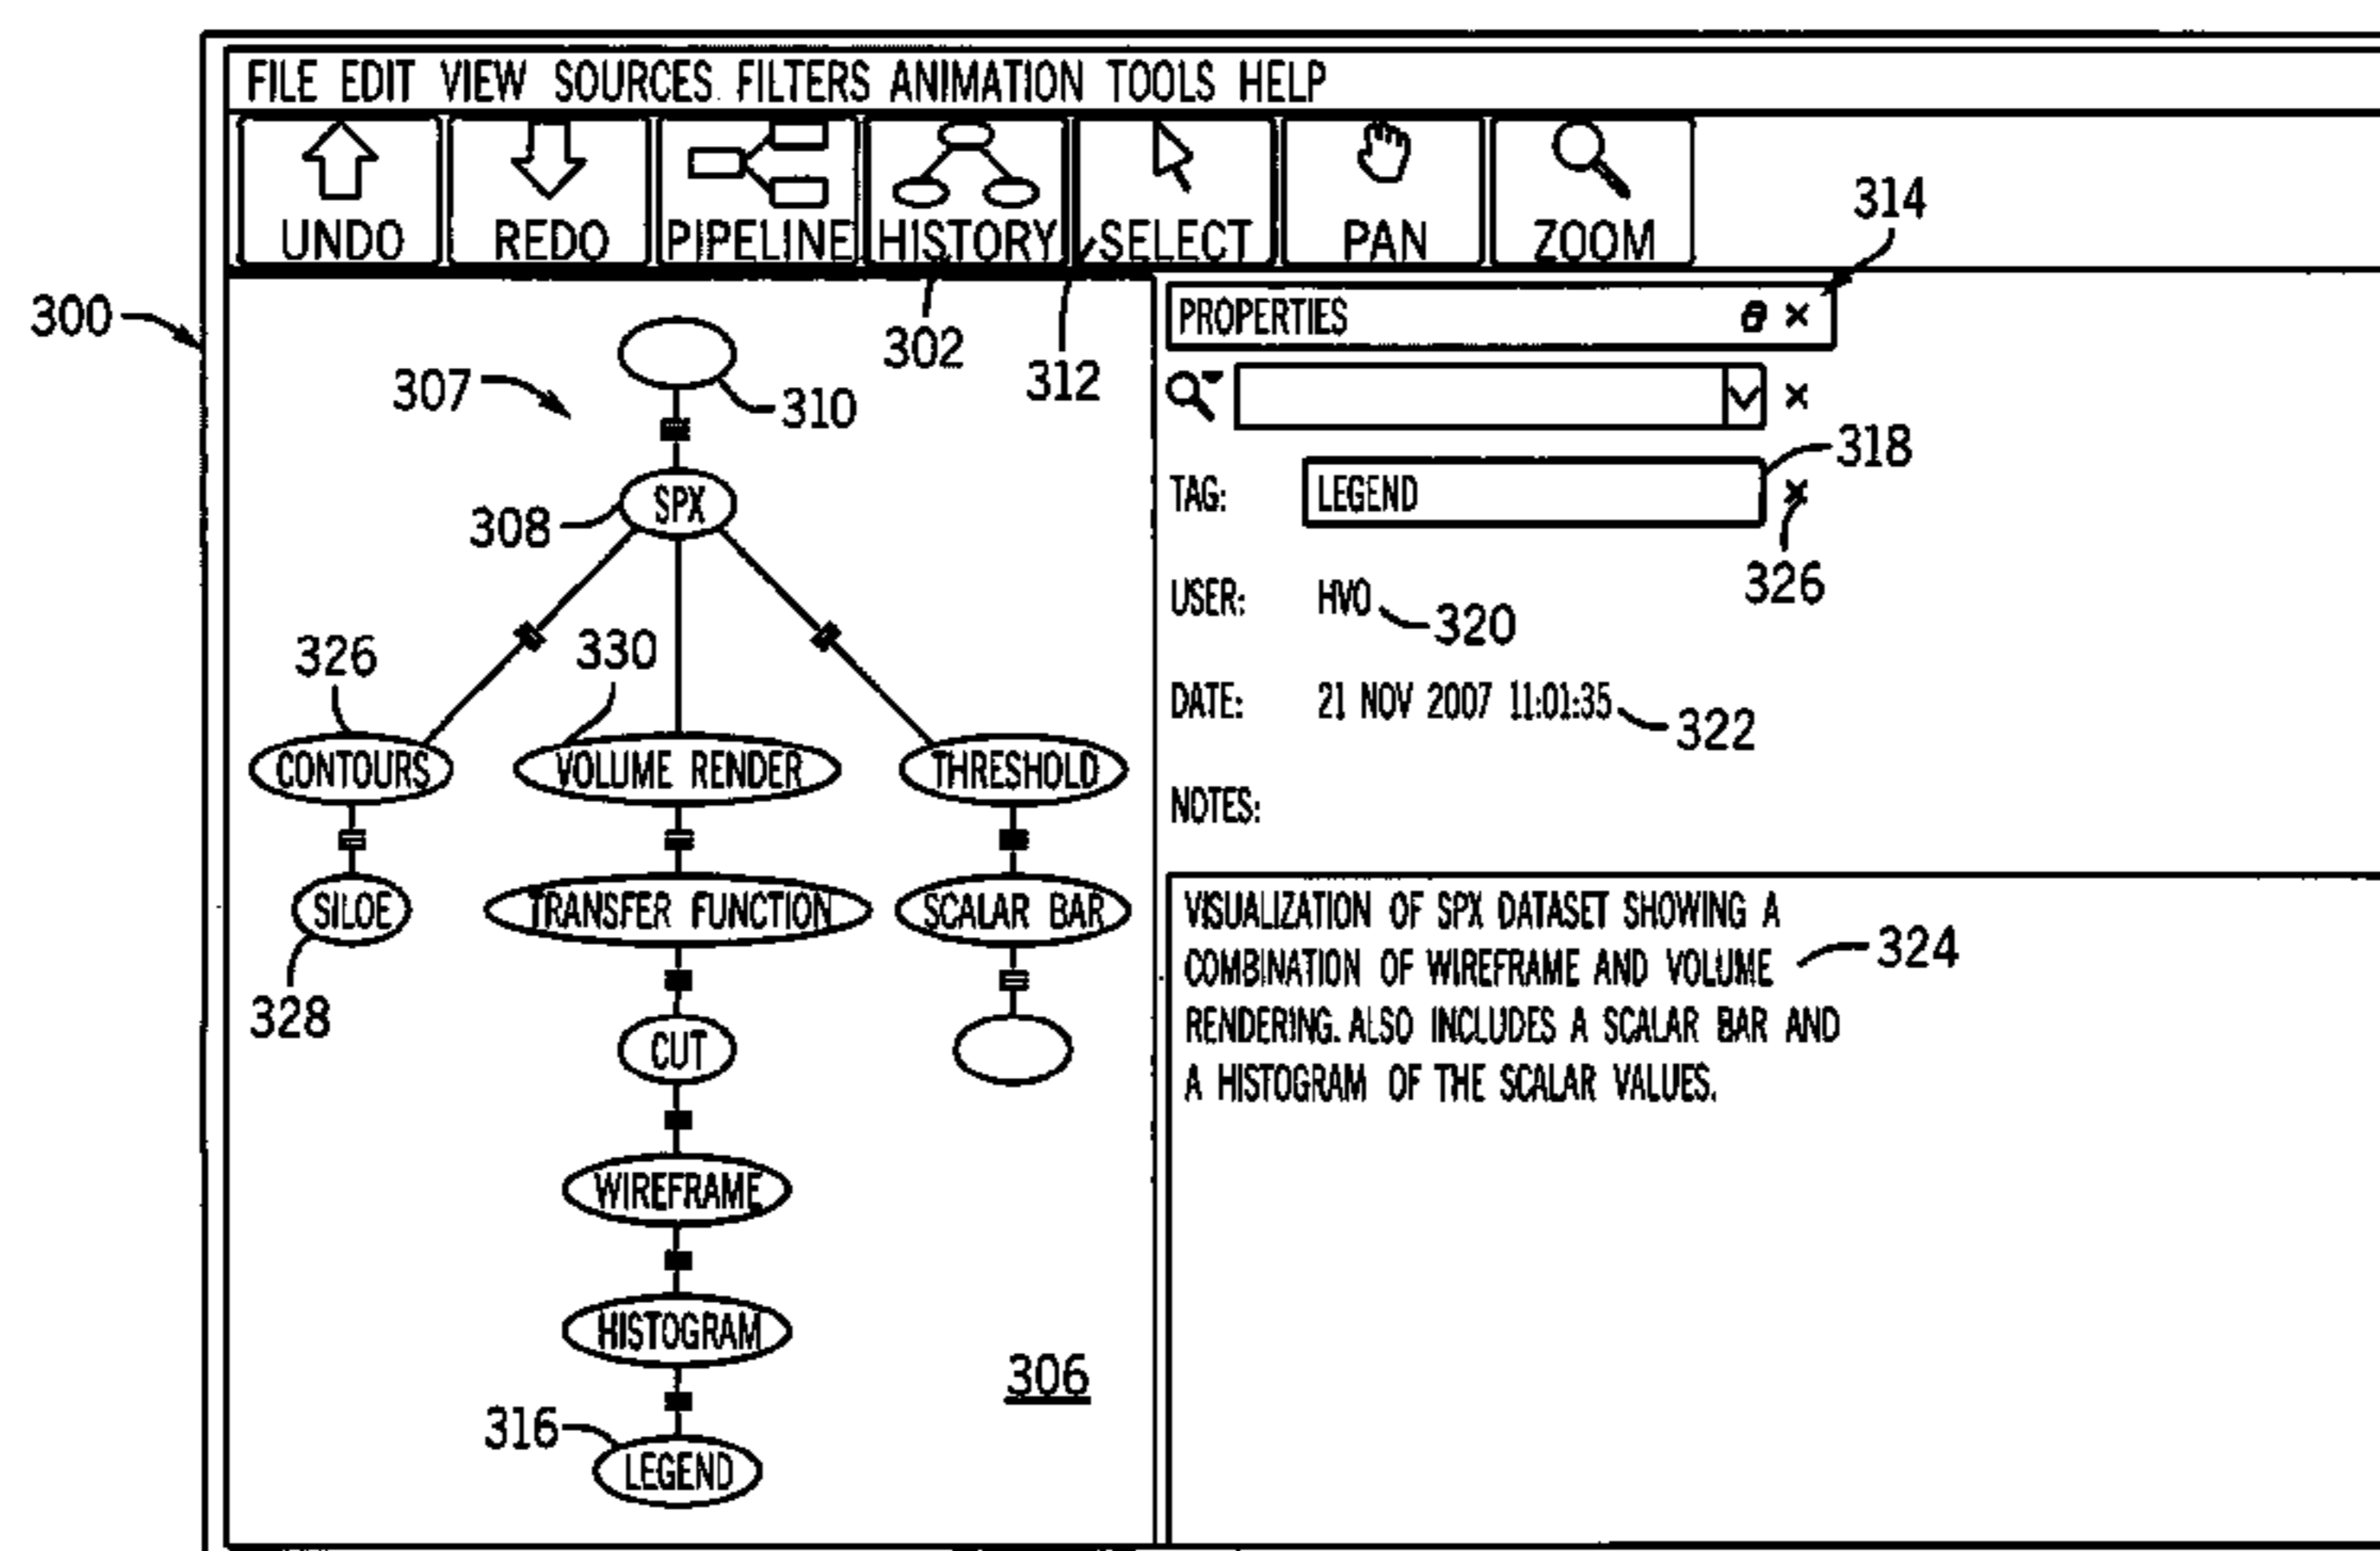 FILE EDIT VIEW SOURCES FILTERS ANIMATION TOOLS HELP
UNDO REDO PIPELINE HISTORY SELECT PAN ZOOM
314
300
302
312
PROPERTIES
307
310
318
308
SPX
TAG: LEGEND
326
USER: HVO
320
326
330
DATE: 21 NOV 2007 11:01:35
322
CONTOURS
VOLUME RENDER
THRESHOLD
NOTES:
SILOE
TRANSFER FUNCTION
SCALAR BAR
328
CUT
WIREFRAME
HISTOGRAM
306
316
LEGEND
VISUALIZATION OF SPX DATASET SHOWING A
COMBINATION OF WIREFRAME AND VOLUME
324
RENDERING. ALSO INCLUDES A SCALAR BAR AND
A HISTOGRAM OF THE SCALAR VALUES.